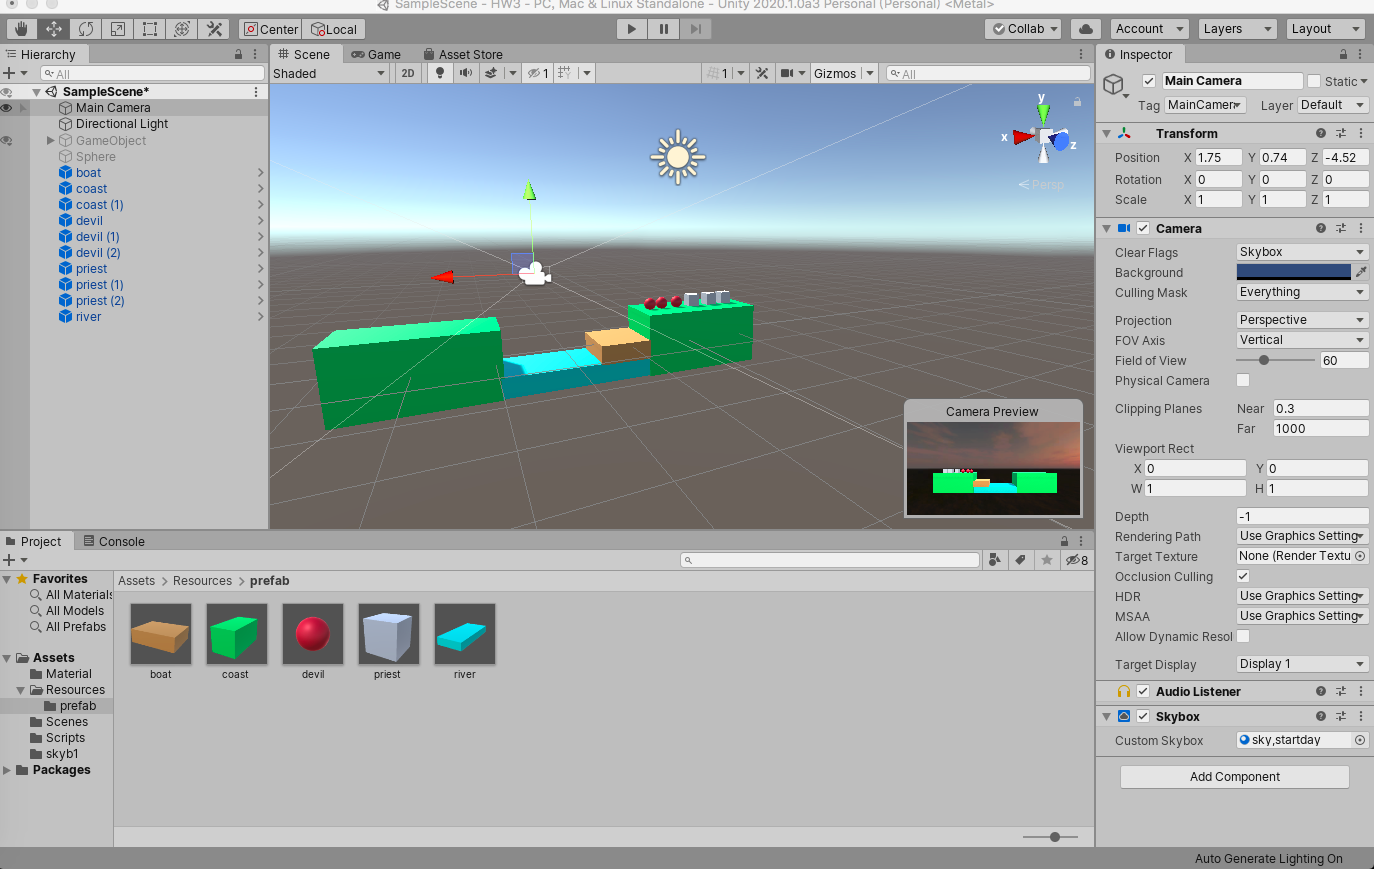 SampleScene - HW3 - PC, Mac & Linux Standalone - Unity 2020.1.0a3 Personal (Personal) <Metal>
Center Local Collab Account Layers Layout
Hierarchy
All
SampleScene*
Main Camera
Directional Light
GameObject
Sphere
boat
coast
coast (1)
devil
devil (1)
devil (2)
priest
priest (1)
priest (2)
river
Scene Game Asset Store
Shaded 2D 1 1 Gizmos All
y
x
z
Persp
Camera Preview
Inspector
Main Camera Static
Tag MainCamera Layer Default
Transform
Position X 1.75 Y 0.74 Z -4.52
Rotation X 0 Y 0 Z 0
Scale X 1 Y 1 Z 1
Camera
Clear Flags Skybox
Background
Culling Mask Everything
Projection Perspective
FOV Axis Vertical
Field of View 60
Physical Camera
Clipping Planes Near 0.3
Far 1000
Viewport Rect
X 0 Y 0
W 1 H 1
Depth -1
Rendering Path Use Graphics Setting
Target Texture None (Render Textu
Occlusion Culling
HDR Use Graphics Setting
MSAA Use Graphics Setting
Allow Dynamic Resol
Target Display Display 1
Audio Listener
Skybox
Custom Skybox sky,startday
Add Component
Project Console
8
Favorites
All Materials
All Models
All Prefabs
Assets
Material
Resources
prefab
Scenes
Scripts
skyb1
Packages
Assets > Resources > prefab
boat coast devil priest river
Auto Generate Lighting On